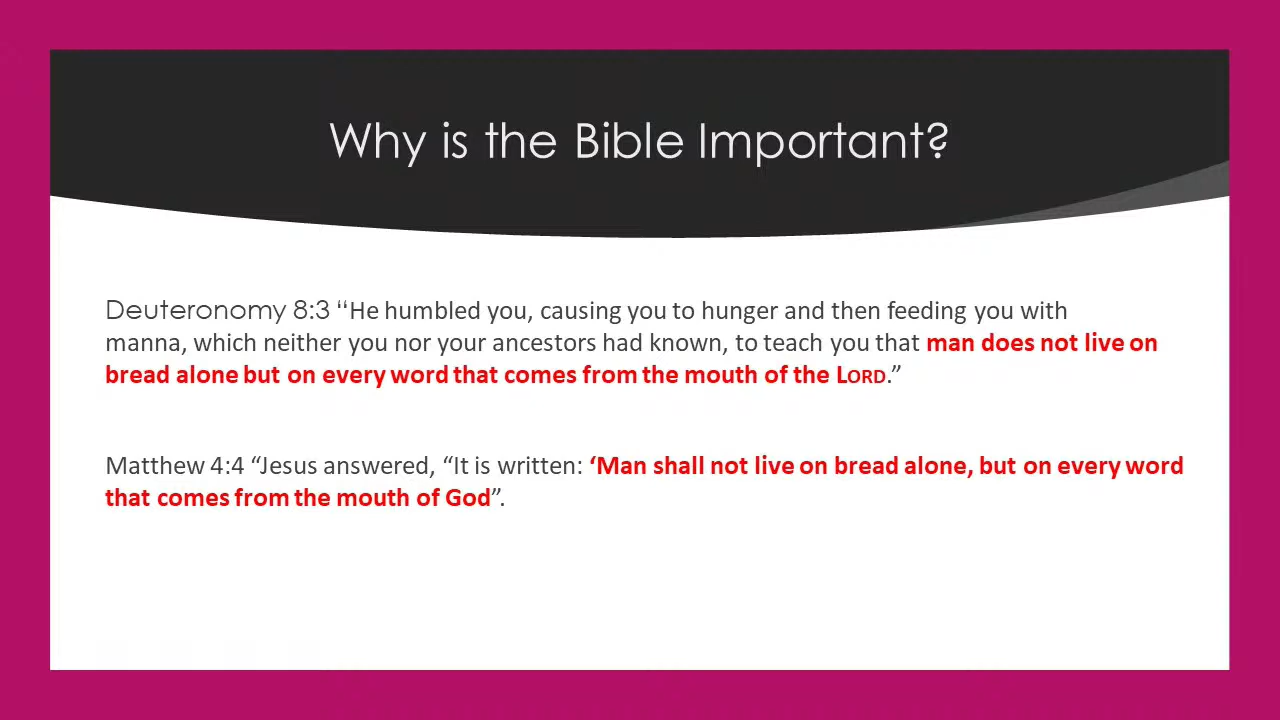 Why is the Bible Important?
Deuteronomy 8:3 “He humbled you, causing you to hunger and then feeding you with
manna, which neither you nor your ancestors had known, to teach you that man does not live on
bread alone but on every word that comes from the mouth of the LORD.”
Matthew 4:4 “Jesus answered, “It is written: ‘Man shall not live on bread alone, but on every word
that comes from the mouth of God”.